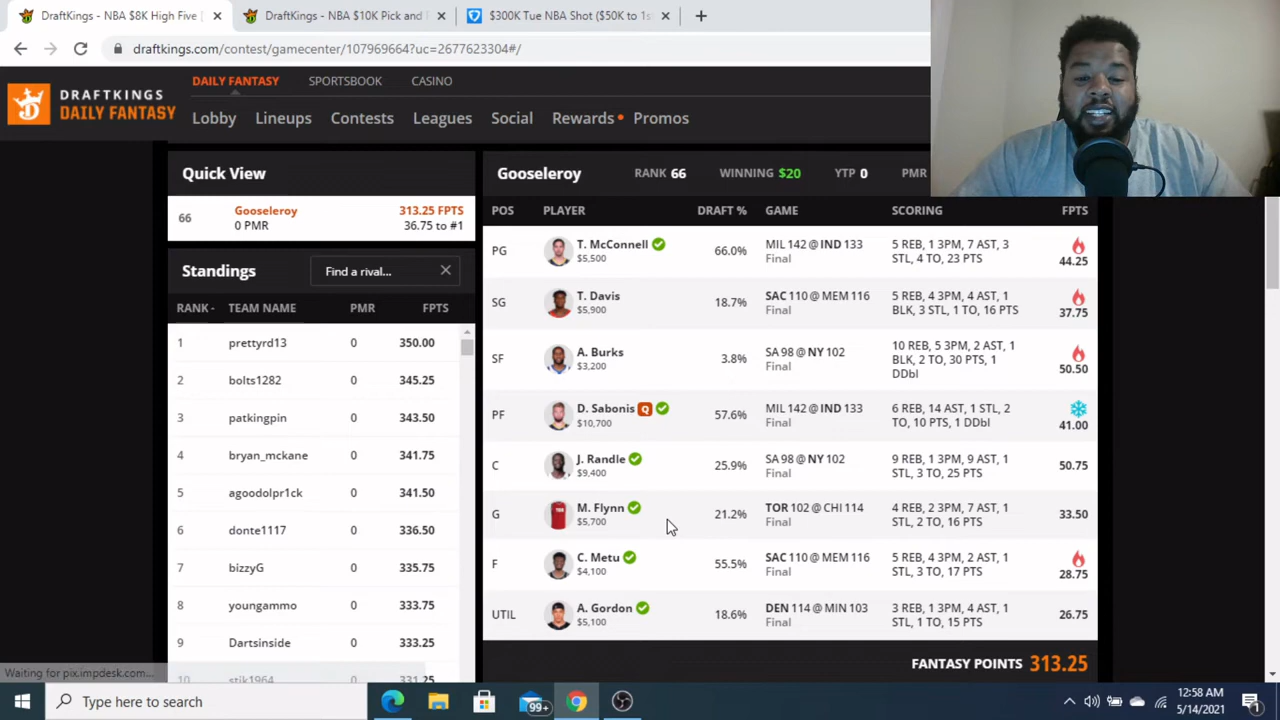 DraftKings - NBA $8K High Five [
DraftKings - NBA $10K Pick and
$300K Tue NBA Shot ($50K to 1st
draftkings.com/contest/gamecenter/107969664?uc=2677623304#/
DRAFTKINGS
DAILY FANTASY
DAILY FANTASY SPORTSBOOK CASINO
Lobby Lineups Contests Leagues Social Rewards Promos
Quick View
66 Gooseleroy 313.25 FPTS
0 PMR 36.75 to #1
Standings Find a rival...
RANK TEAM NAME PMR FPTS
1 prettyrd13 0 350.00
2 bolts1282 0 345.25
3 patkingpin 0 343.50
4 bryan_mckane 0 341.75
5 agoodolpr1ck 0 341.50
6 donte1117 0 336.50
7 bizzyG 0 335.75
8 youngammo 0 333.75
9 Dartsinside 0 333.25
10 stik1964 0 331.25
Gooseleroy RANK 66 WINNING $20 YTP 0 PMR
POS PLAYER DRAFT % GAME SCORING FPTS
PG T. McConnell $5,500 66.0% MIL 142 @ IND 133 Final 5 REB, 1 3PM, 7 AST, 3
STL, 4 TO, 23 PTS 44.25
SG T. Davis $5,900 18.7% SAC 110 @ MEM 116 Final 5 REB, 4 3PM, 4 AST, 1
BLK, 3 STL, 1 TO, 16 PTS 37.75
SF A. Burks $3,200 3.8% SA 98 @ NY 102 Final 10 REB, 5 3PM, 2 AST, 1
BLK, 2 TO, 30 PTS, 1
DDbl 50.50
PF D. Sabonis Q $10,700 57.6% MIL 142 @ IND 133 Final 6 REB, 14 AST, 1 STL, 2
TO, 10 PTS, 1 DDbl 41.00
C J. Randle $9,400 25.9% SA 98 @ NY 102 Final 9 REB, 1 3PM, 9 AST, 1
STL, 3 TO, 25 PTS 50.75
G M. Flynn $5,700 21.2% TOR 102 @ CHI 114 Final 4 REB, 2 3PM, 7 AST, 1
STL, 2 TO, 16 PTS 33.50
F C. Metu $4,100 55.5% SAC 110 @ MEM 116 Final 5 REB, 4 3PM, 2 AST, 1
STL, 3 TO, 17 PTS 28.75
UTIL A. Gordon $5,100 18.6% DEN 114 @ MIN 103 Final 3 REB, 1 3PM, 4 AST, 1
STL, 1 TO, 15 PTS 26.75
FANTASY POINTS 313.25
Waiting for pix.impdesk.com...
Type here to search
99+
12:58 AM
5/14/2021
1